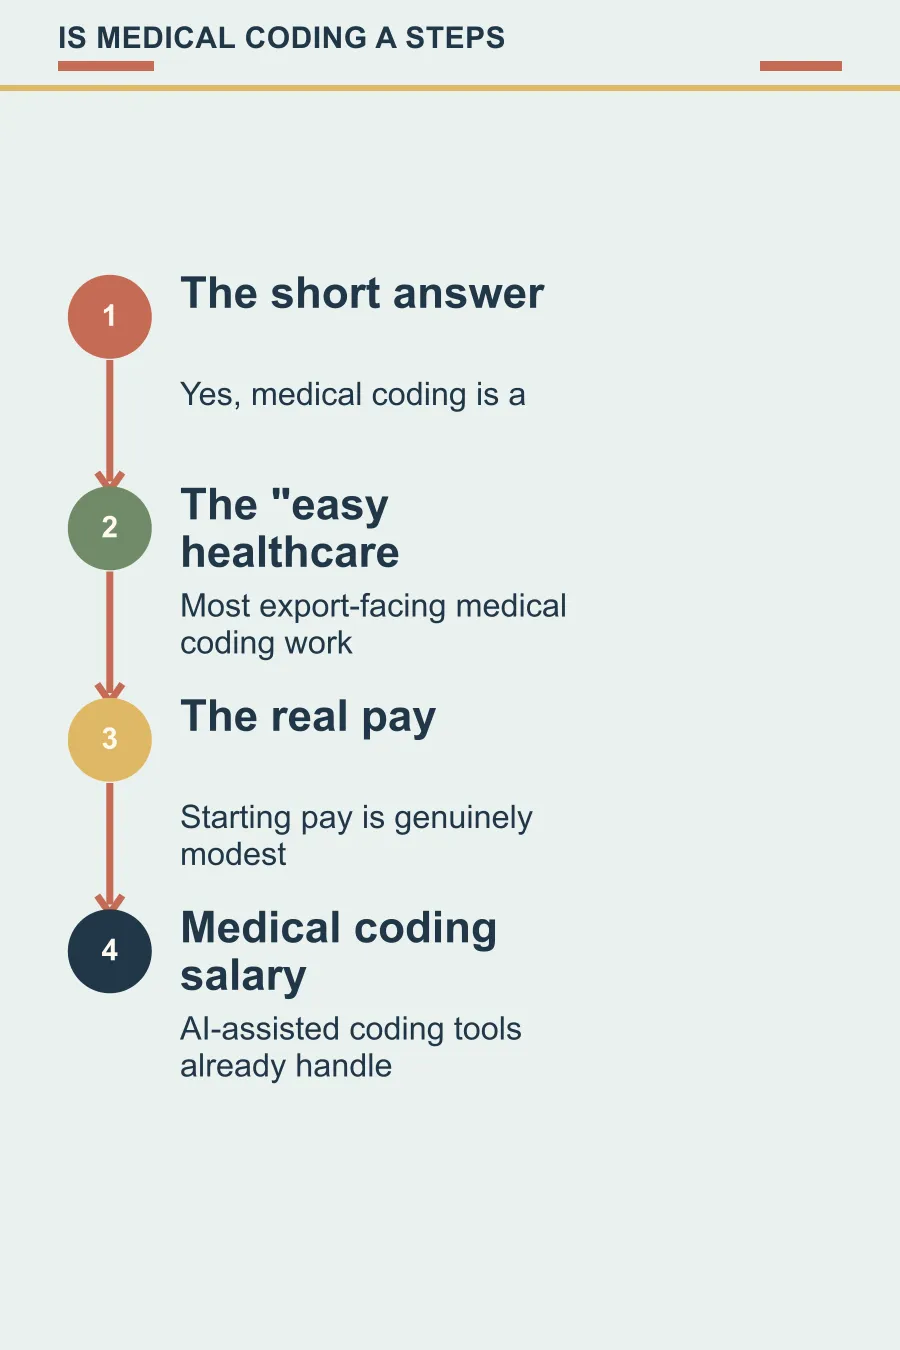 IS MEDICAL CODING A STEPS
1
The short answer
Yes, medical coding is a
2
The "easy
healthcare
Most export-facing medical
coding work
3
The real pay
Starting pay is genuinely
modest
4
Medical coding
salary
AI-assisted coding tools
already handle